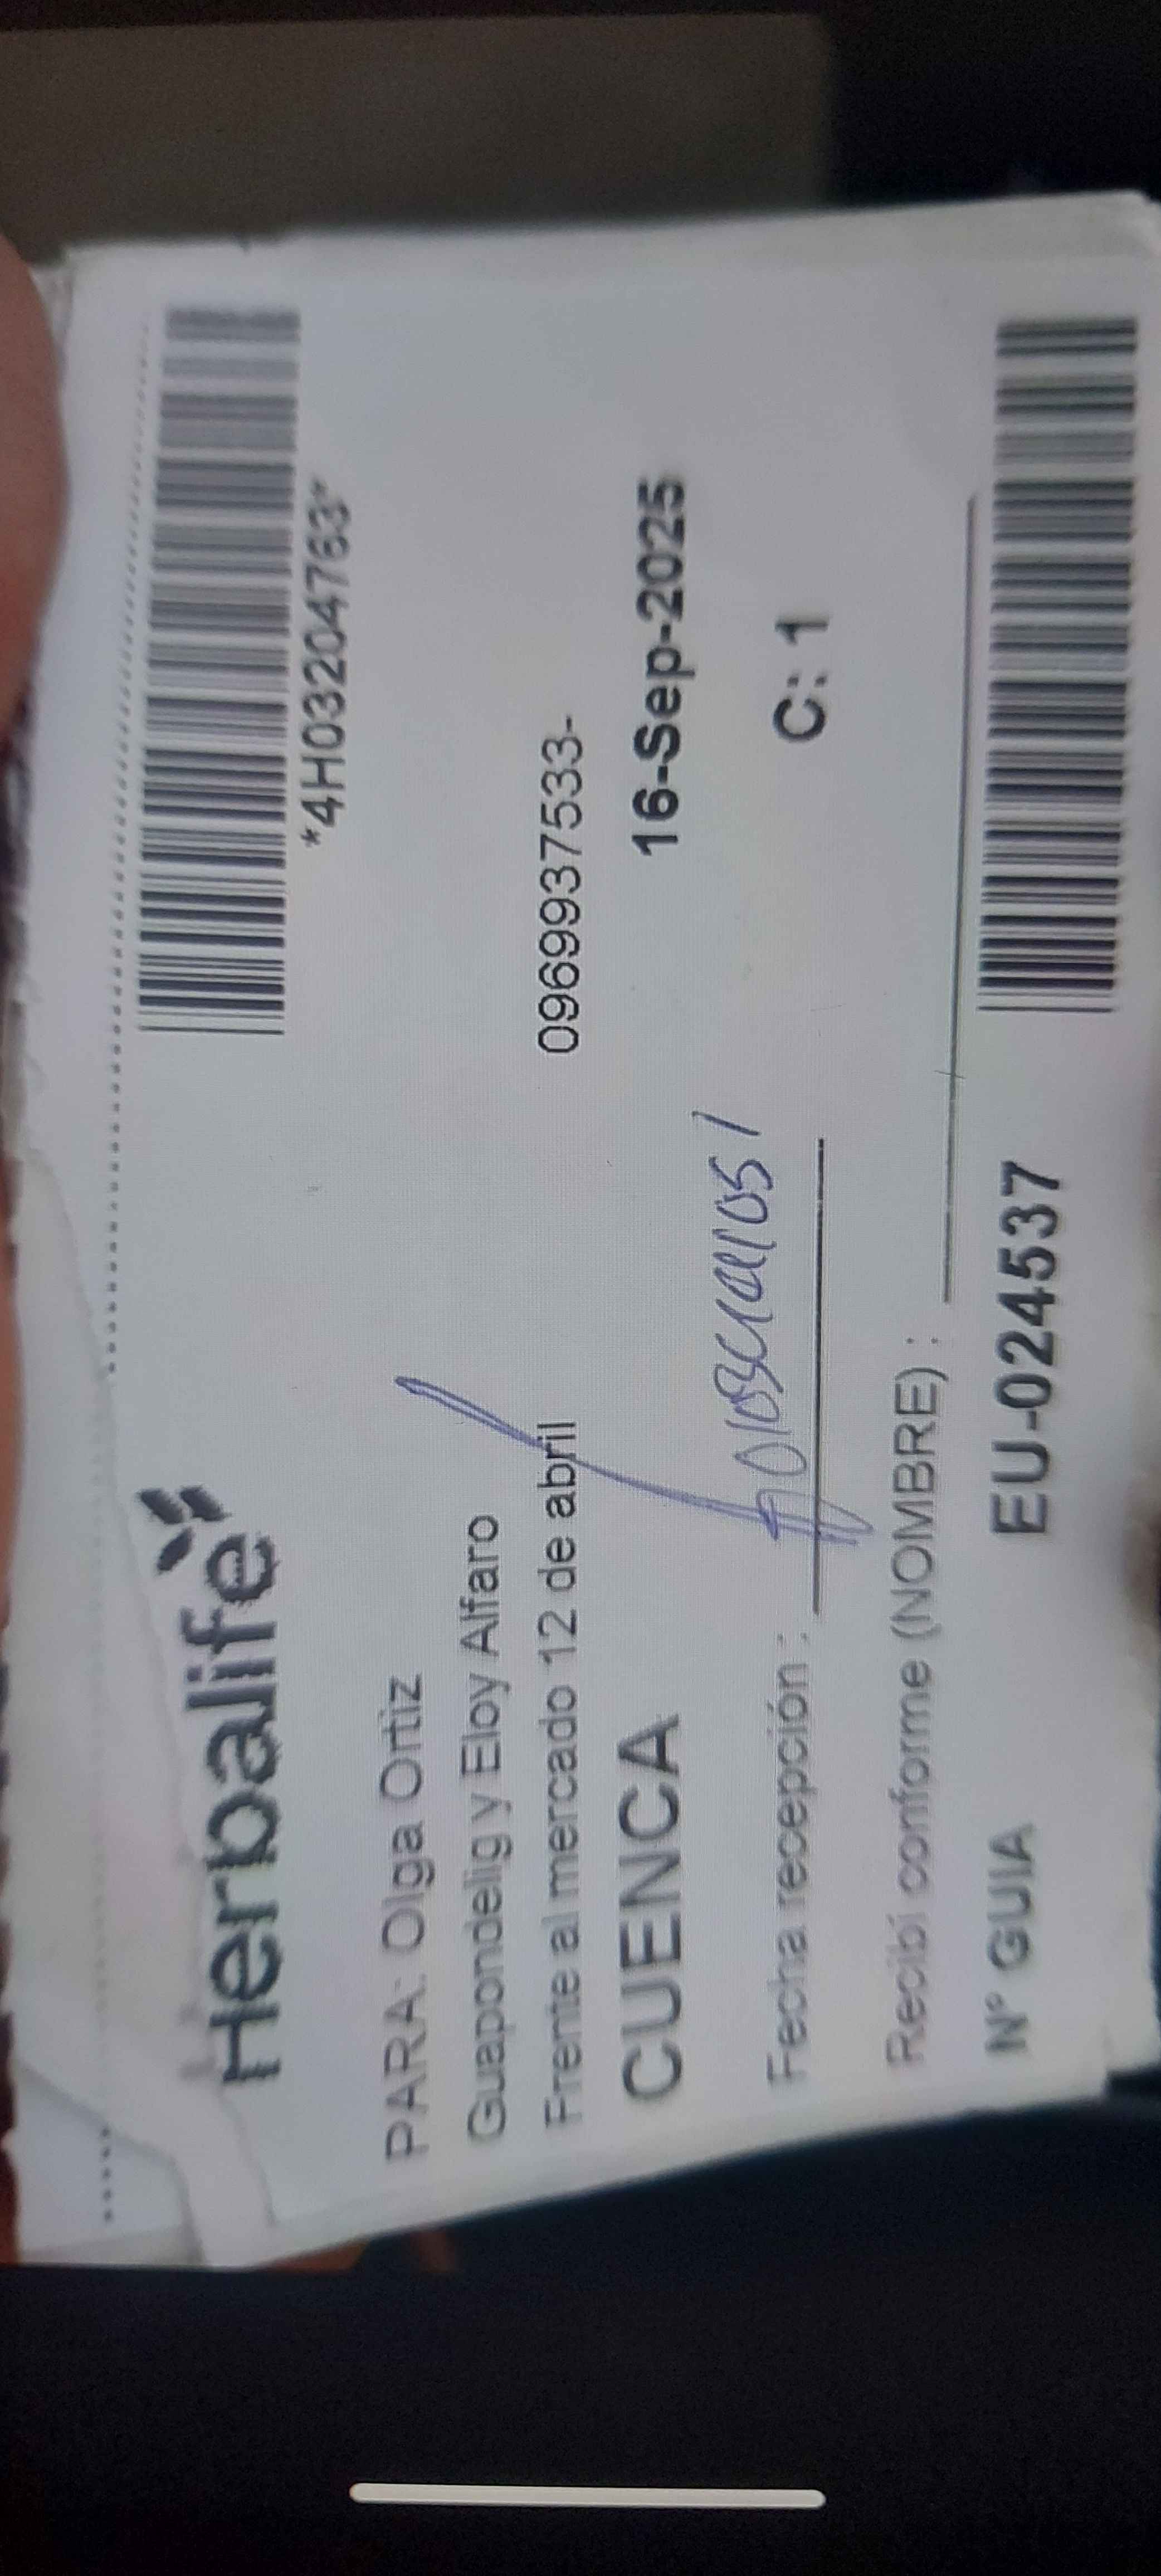 Herbalife
*4H03204763*
PARA: Olga Ortiz
Guapondelig y Eloy Alfaro
Frente al mercado 12 de abril
0969937533-
CUENCA 16-Sep-2025
Fecha recepción : C: 1
Recibí conforme (NOMBRE) :
Nº GUIA EU-024537